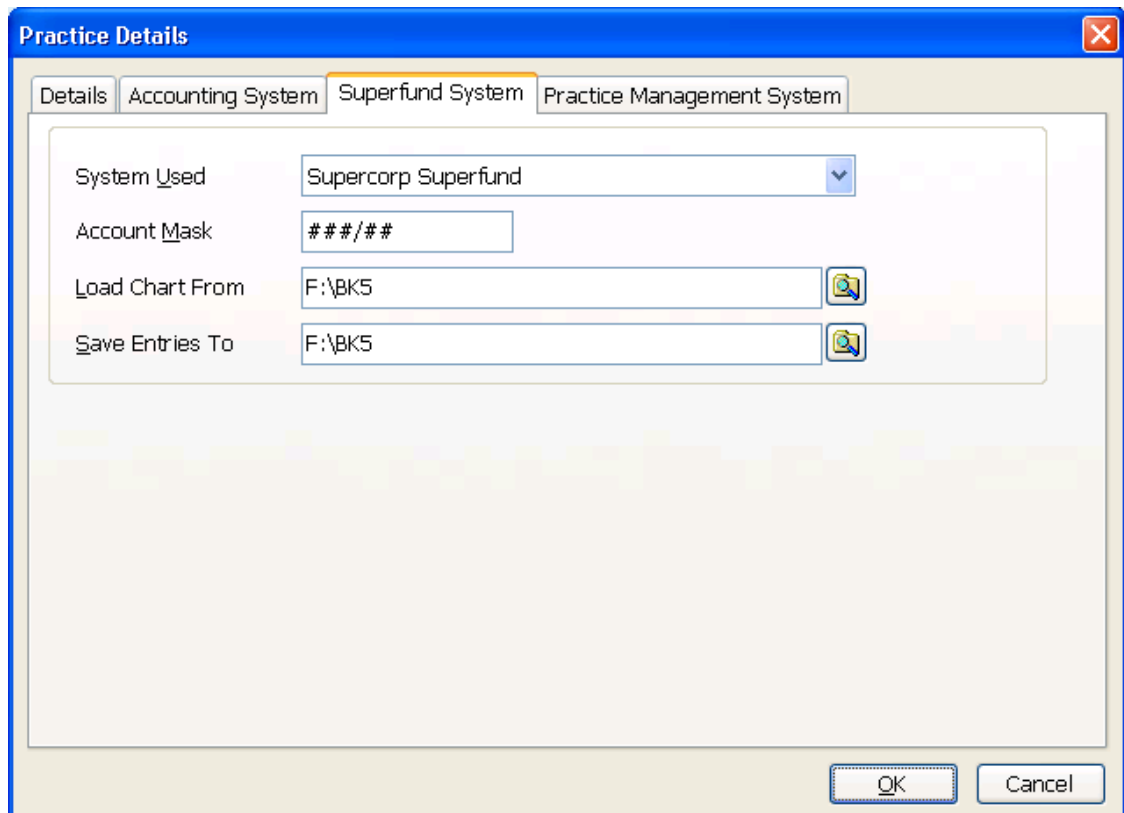 Practice Details
Details Accounting System Superfund System Practice Management System
System Used Supercorp Superfund
Account Mask ###/##
Load Chart From F:\BK5
Save Entries To F:\BK5
OK Cancel